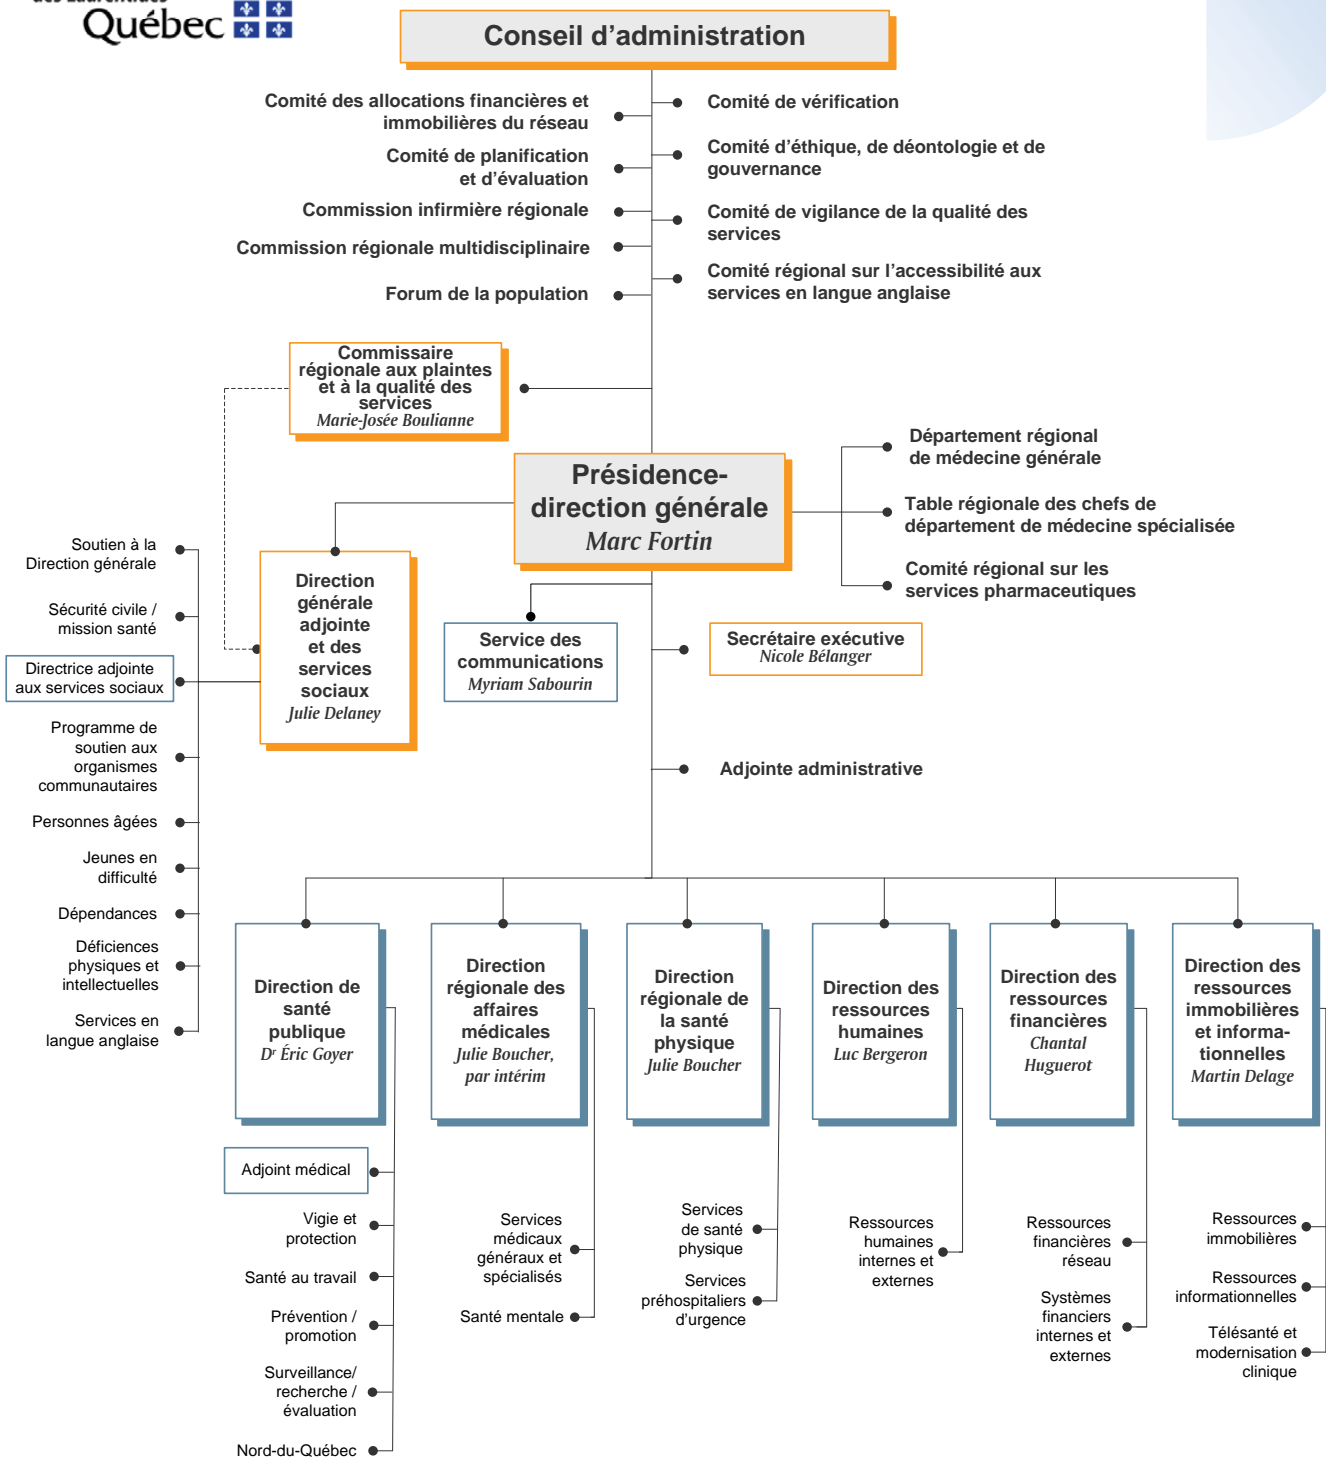 des Laurentides
Québec
Conseil d'administration
Comité des allocations financières et
immobilières du réseau
Comité de planification
et d'évaluation
Commission infirmière régionale
Commission régionale multidisciplinaire
Forum de la population
Comité de vérification
Comité d'éthique, de déontologie et de
gouvernance
Comité de vigilance de la qualité des
services
Comité régional sur l'accessibilité aux
services en langue anglaise
Commissaire
régionale aux plaintes
et à la qualité des
services
Marie-Josée Boulianne
Présidence-
direction générale
Marc Fortin
Département régional
de médecine générale
Table régionale des chefs de
département de médecine spécialisée
Comité régional sur les
services pharmaceutiques
Direction
générale
adjointe
et des
services
sociaux
Julie Delaney
Service des
communications
Myriam Sabourin
Secrétaire exécutive
Nicole Bélanger
Adjointe administrative
Soutien à la
Direction générale
Sécurité civile /
mission santé
Directrice adjointe
aux services sociaux
Programme de
soutien aux
organismes
communautaires
Personnes âgées
Jeunes en
difficulté
Dépendances
Déficiences
physiques et
intellectuelles
Services en
langue anglaise
Direction de
santé
publique
Dr Éric Goyer
Direction
régionale des
affaires
médicales
Julie Boucher,
par intérim
Direction
régionale de
la santé
physique
Julie Boucher
Direction des
ressources
humaines
Luc Bergeron
Direction des
ressources
financières
Chantal
Huguerot
Direction des
ressources
immobilières
et informa-
tionnelles
Martin Delage
Adjoint médical
Vigie et
protection
Santé au travail
Prévention /
promotion
Surveillance/
recherche /
évaluation
Nord-du-Québec
Services
médicaux
généraux et
spécialisés
Santé mentale
Services
de santé
physique
Services
préhospitaliers
d'urgence
Ressources
humaines
internes et
externes
Ressources
financières
réseau
Systèmes
financiers
internes et
externes
Ressources
immobilières
Ressources
informationnelles
Télésanté et
modernisation
clinique